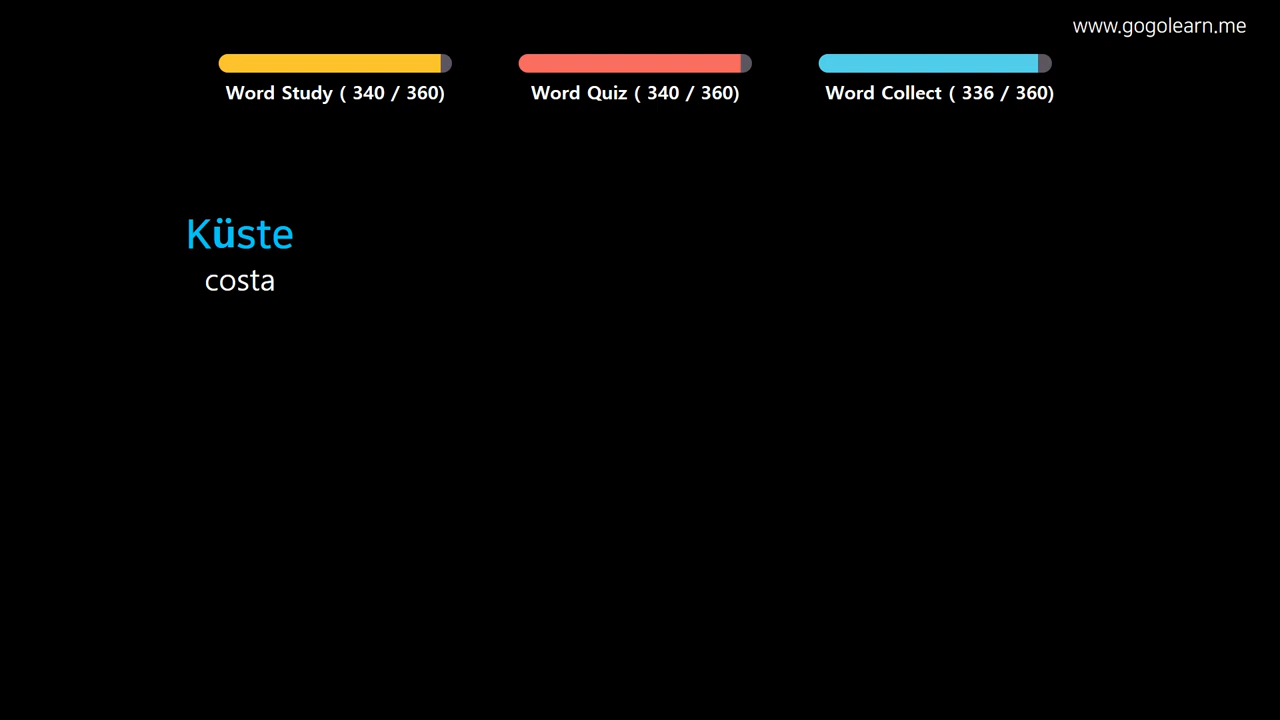 www.gogolearn.me
Word Study ( 340 / 360)
Word Quiz ( 340 / 360)
Word Collect ( 336 / 360)
Küste
costa